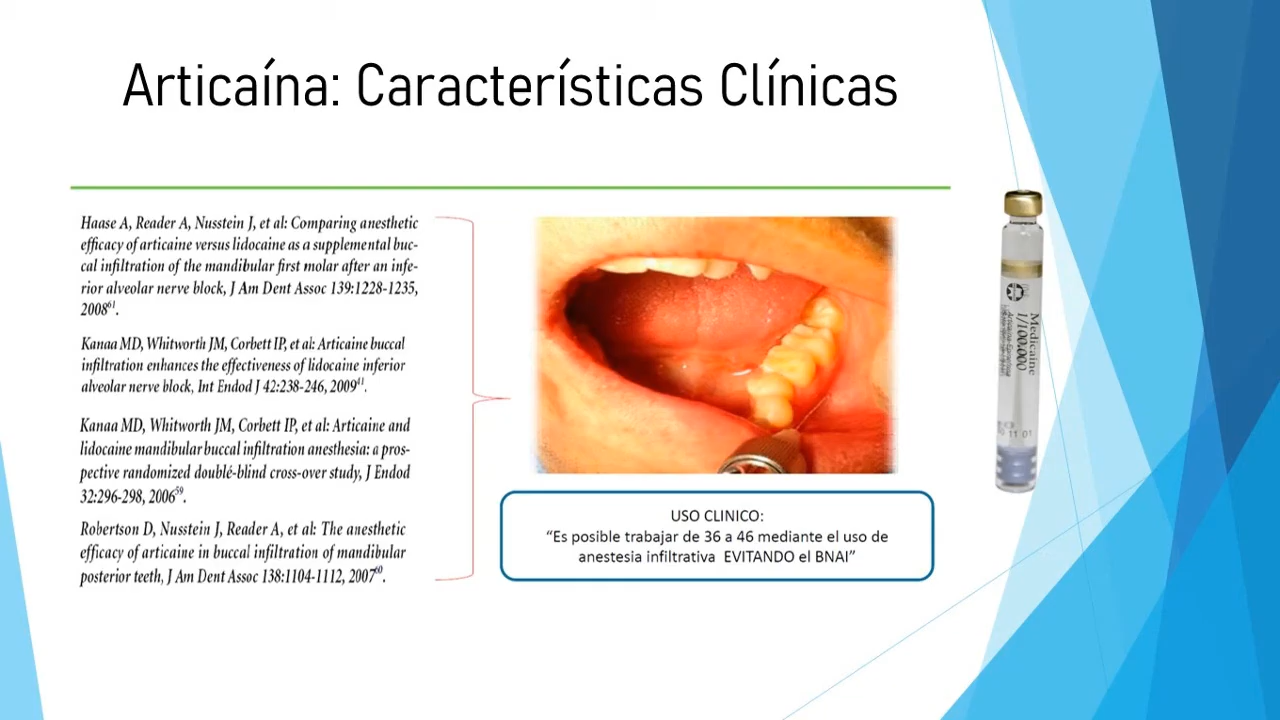 Articaína: Características Clínicas
Haase A, Reader A, Nusstein J, et al: Comparing anesthetic
efficacy of articaine versus lidocaine as a supplemental buc-
cal infiltration of the mandibular first molar after an infe-
rior alveolar nerve block, J Am Dent Assoc 139:1228-1235,
2008⁶¹.
Kanaa MD, Whitworth JM, Corbett IP, et al: Articaine buccal
infiltration enhances the effectiveness of lidocaine inferior
alveolar nerve block, Int Endod J 42:238-246, 2009⁴¹.
Kanaa MD, Whitworth JM, Corbett IP, et al: Articaine and
lidocaine mandibular buccal infiltration anesthesia: a pros-
pective randomized doublé-blind cross-over study, J Endod
32:296-298, 2006⁵⁹.
Robertson D, Nusstein J, Reader A, et al: The anesthetic
efficacy of articaine in buccal infiltration of mandibular
posterior teeth, J Am Dent Assoc 138:1104-1112, 2007⁶⁰.
USO CLINICO:
“Es posible trabajar de 36 a 46 mediante el uso de
anestesia infiltrativa EVITANDO el BNAI”
Medicaine
1/100.000
11 01